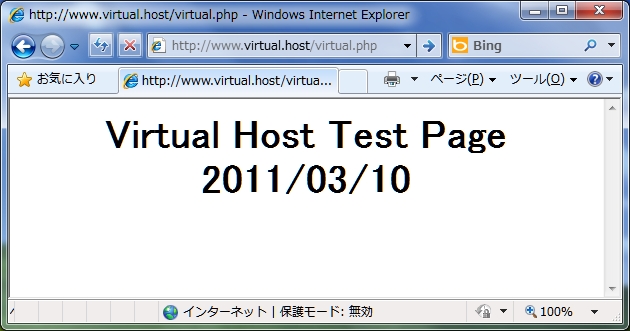 http://www.virtual.host/virtual.php - Windows Internet Explorer
http://www.virtual.host/virtual.php
Bing
お気に入り
http://www.virtual.host/virtua...
ページ(P)
ツール(O)
Virtual Host Test Page
2011/03/10
インターネット | 保護モード: 無効
100%